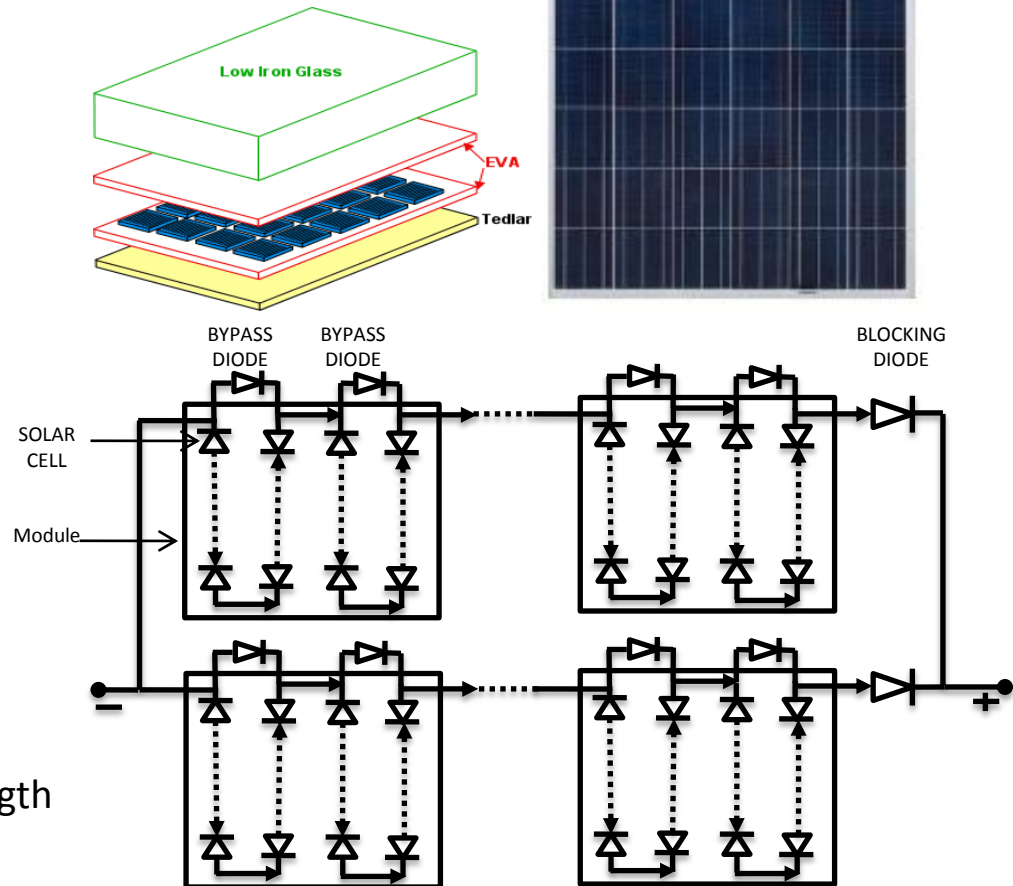 Low Iron Glass
EVA
Tedlar
BYPASS
DIODE
BYPASS
DIODE
BLOCKING
DIODE
SOLAR
CELL
Module
−
+
gth